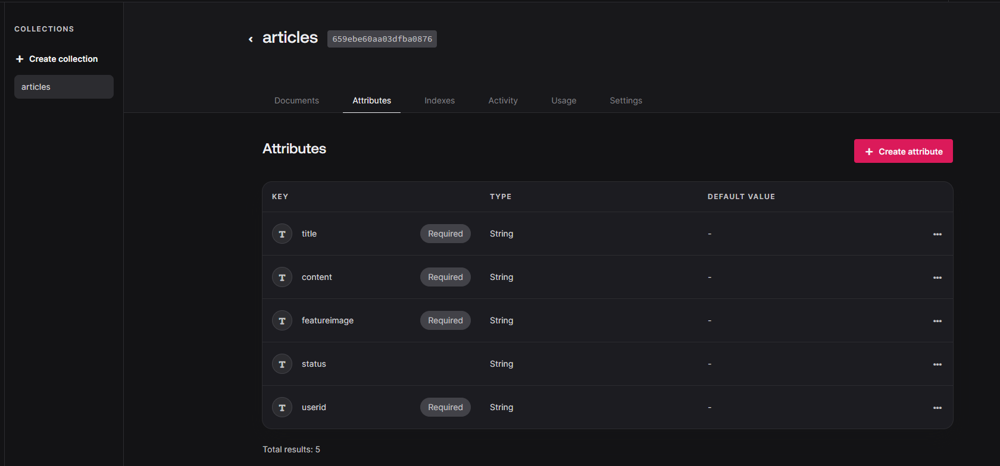 COLLECTIONS
Create collection
articles
articles 659ebe60aa03dfba0876
Documents Attributes Indexes Activity Usage Settings
Attributes
Create attribute
KEY TYPE DEFAULT VALUE
T title Required String -
T content Required String -
T featureimage Required String -
T status String -
T userid Required String -
Total results: 5